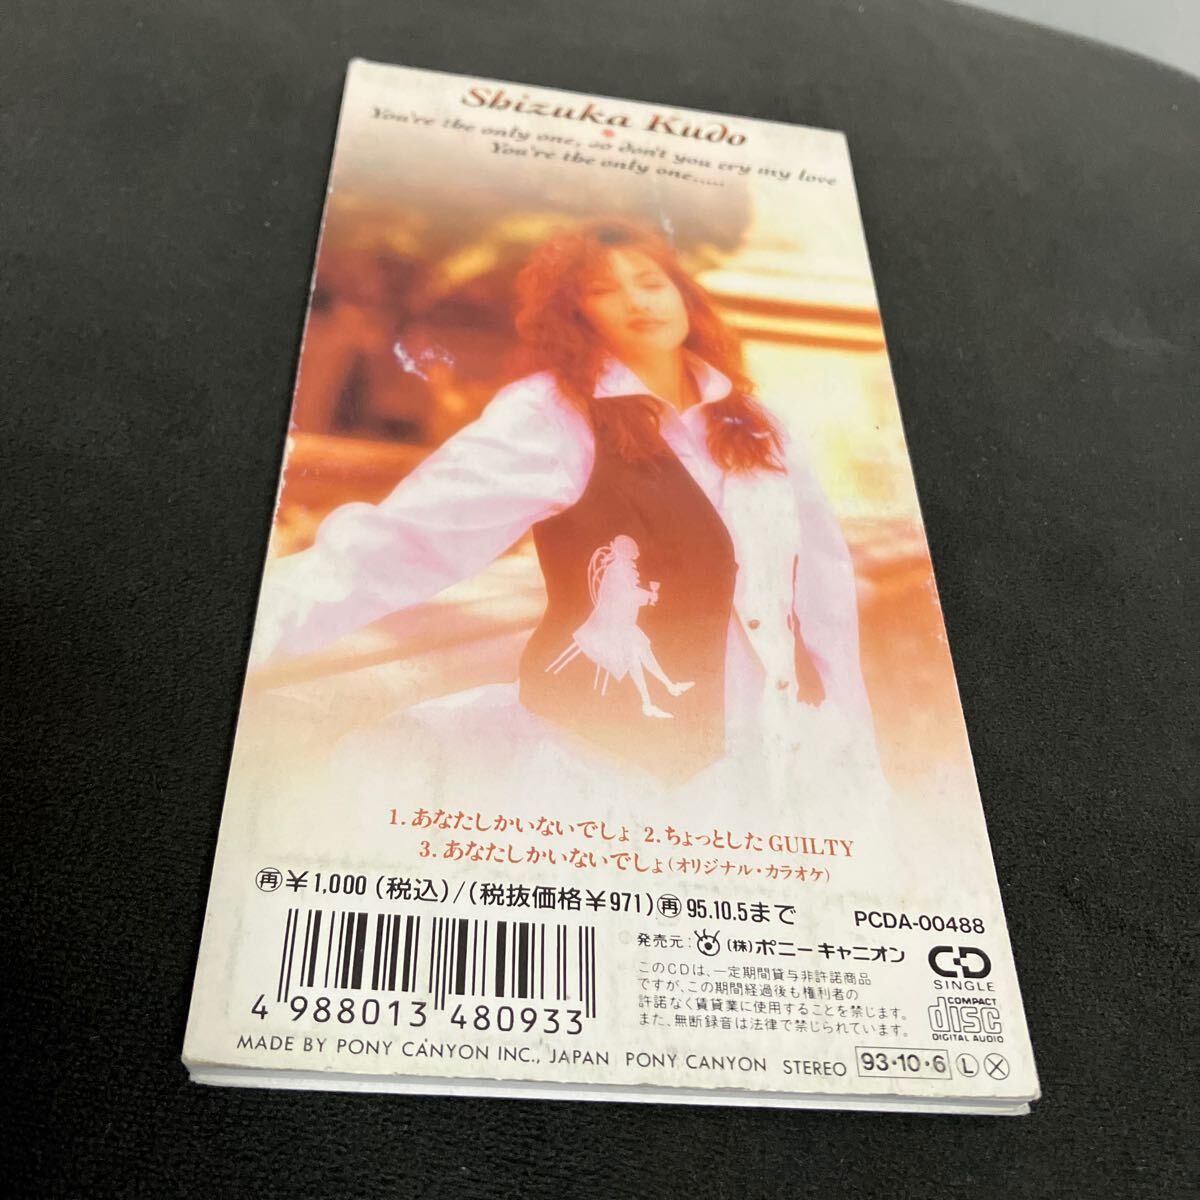 Shizuka Kudo
You're the only one, so don't you cry my love
You're the only one.....
1. あなたしかいないでしょ 2. ちょっとした GUILTY
3. あなたしかいないでしょ (オリジナル・カラオケ)
再 ¥1,000 (税込)/(税抜価格¥971) 再 95.10.5まで
PCDA-00488
発売元: (株)ポニーキャニオン
このCDは、一定期間貸与非許諾商品
ですが、この期間経過後も権利者の
許諾なく賃貸業に使用することを禁じます。
また、無断録音は法律で禁じられています。
CD
SINGLE
COMPACT
disc
DIGITAL AUDIO
4 988013 480933
MADE BY PONY CANYON INC., JAPAN PONY CANYON STEREO 93・10・6 L X